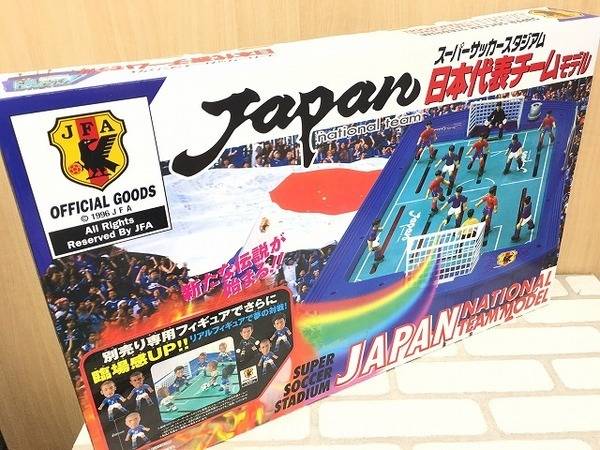 スーパーサッカースタジアム
日本代表チームモデル
Japan
national team
JFA
OFFICIAL GOODS
© 1996 JFA
All Rights
Reserved By JFA
新たな伝説が
始まる!!
別売り専用フィギュアでさらに
臨場感UP!!リアルフィギュアで夢の対戦!
SUPER
SOCCER
STADIUM
JAPAN NATIONAL
TEAM MODEL